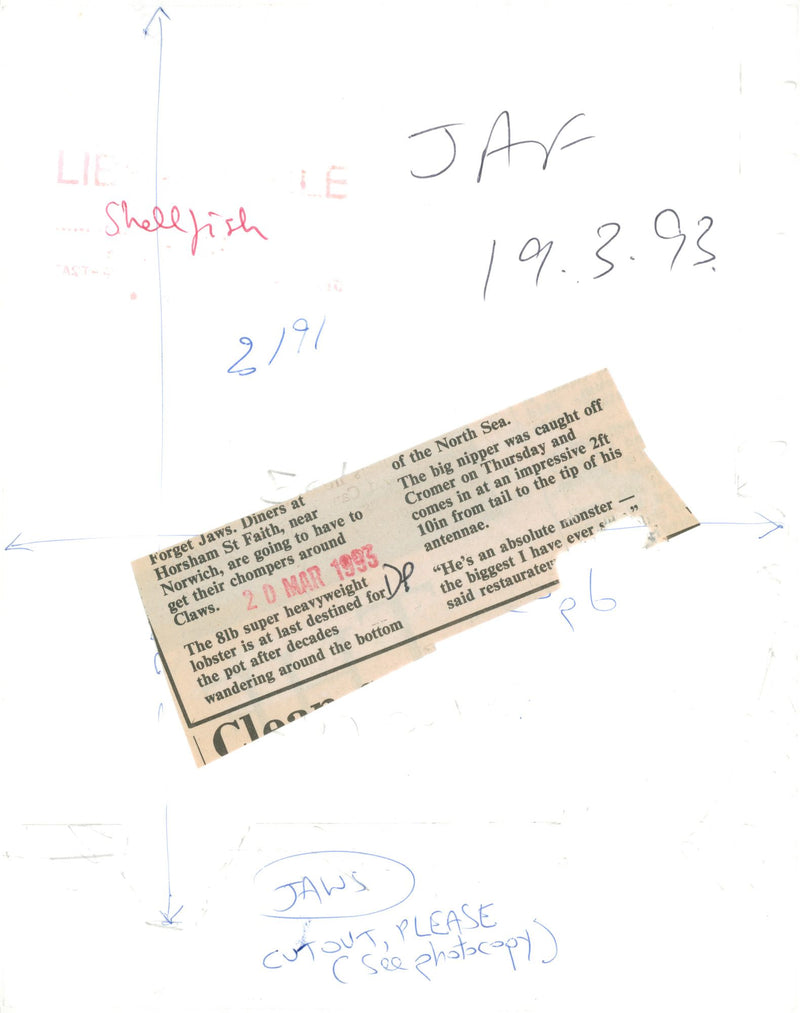 JAF
Shellfish
19.3.93
2/91
Forget Jaws. Diners at
Horsham St Faith, near
Norwich, are going to have to
get their chompers around
Claws.
20 MAR 1993
DP
The 8lb super heavyweight
lobster is at last destined for
the pot after decades
wandering around the bottom
of the North Sea.
The big nipper was caught off
Cromer on Thursday and
comes in at an impressive 2ft
10in from tail to the tip of his
antennae.
“He's an absolute monster —
the biggest I have ever
said restaurater
p6
Clean
JAWS
CUTOUT, PLEASE
(See photocopy)